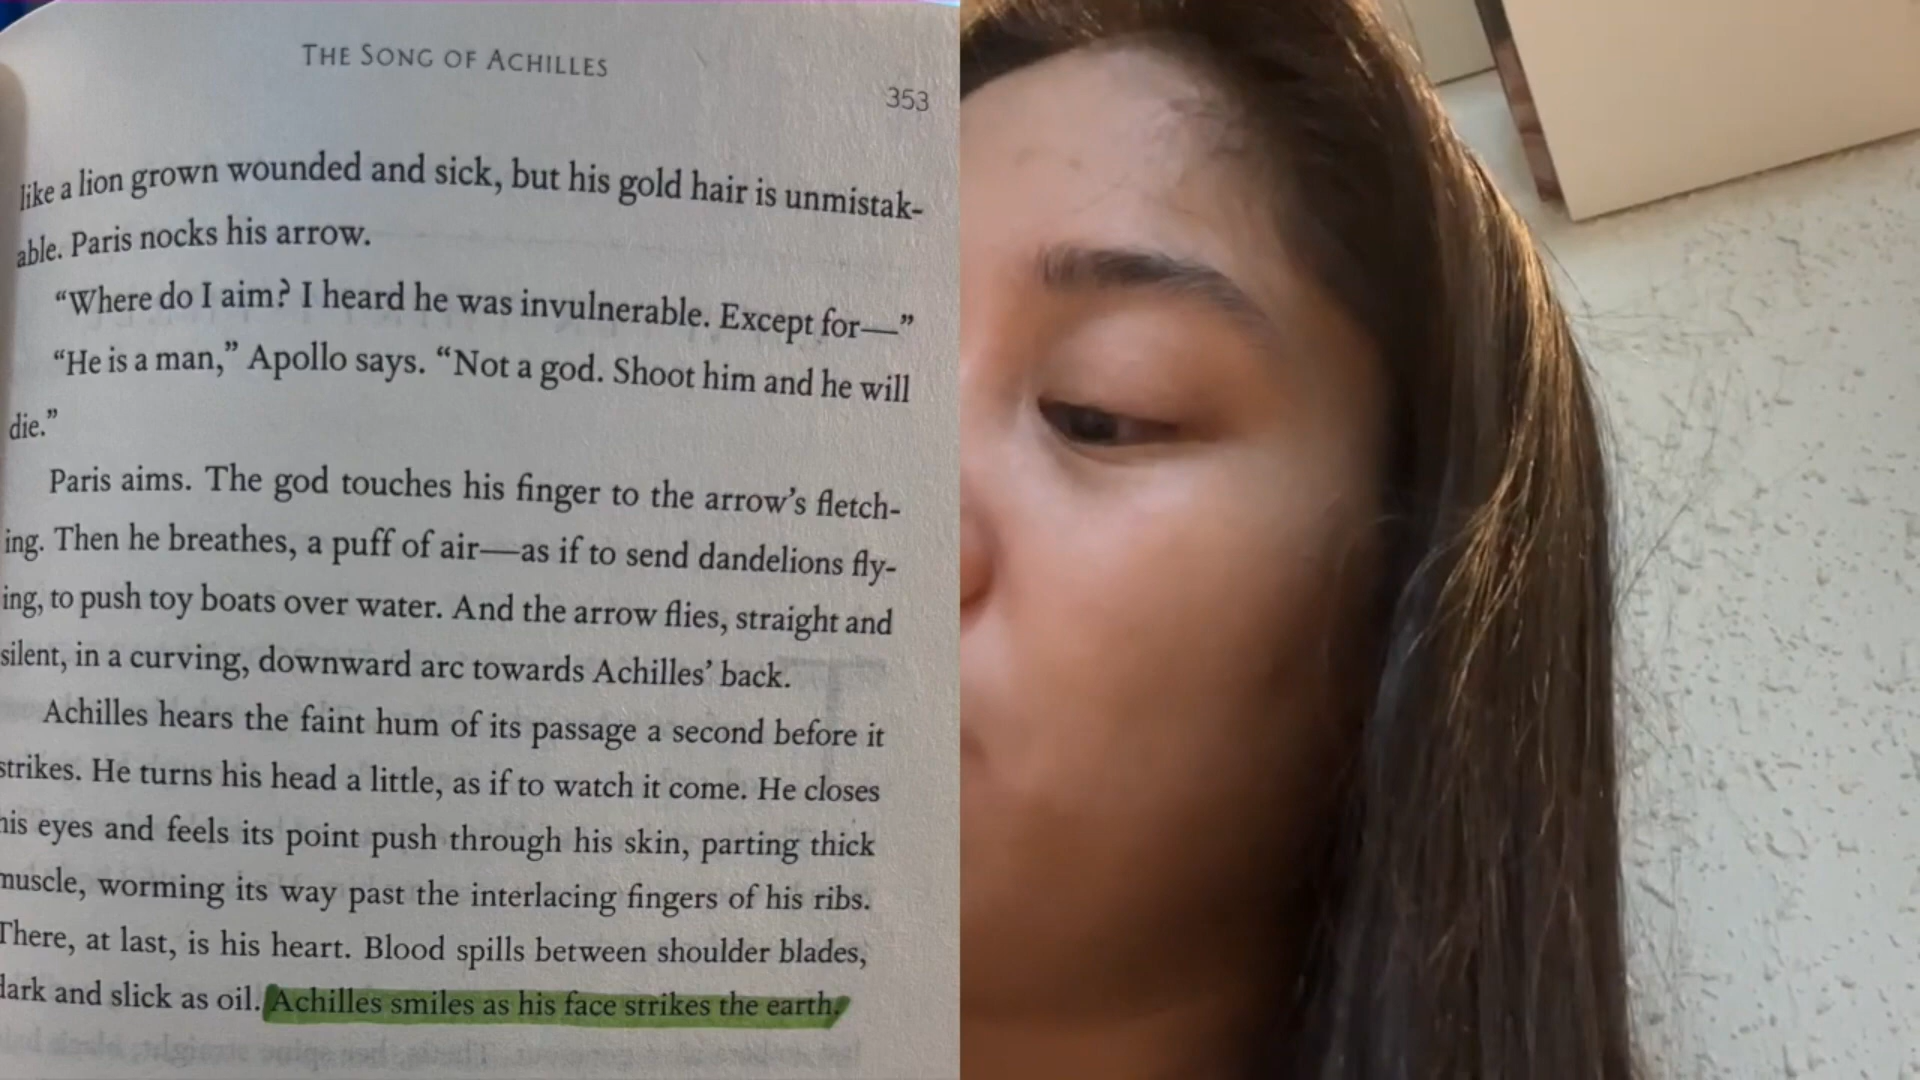 THE SONG OF ACHILLES
353
like a lion grown wounded and sick, but his gold hair is unmistak-
able. Paris nocks his arrow.
“Where do I aim? I heard he was invulnerable. Except for—”
“He is a man,” Apollo says. “Not a god. Shoot him and he will
die.”
Paris aims. The god touches his finger to the arrow’s fletch-
ing. Then he breathes, a puff of air—as if to send dandelions fly-
ing, to push toy boats over water. And the arrow flies, straight and
silent, in a curving, downward arc towards Achilles’ back.
Achilles hears the faint hum of its passage a second before it
strikes. He turns his head a little, as if to watch it come. He closes
his eyes and feels its point push through his skin, parting thick
muscle, worming its way past the interlacing fingers of his ribs.
There, at last, is his heart. Blood spills between shoulder blades,
dark and slick as oil. Achilles smiles as his face strikes the earth.